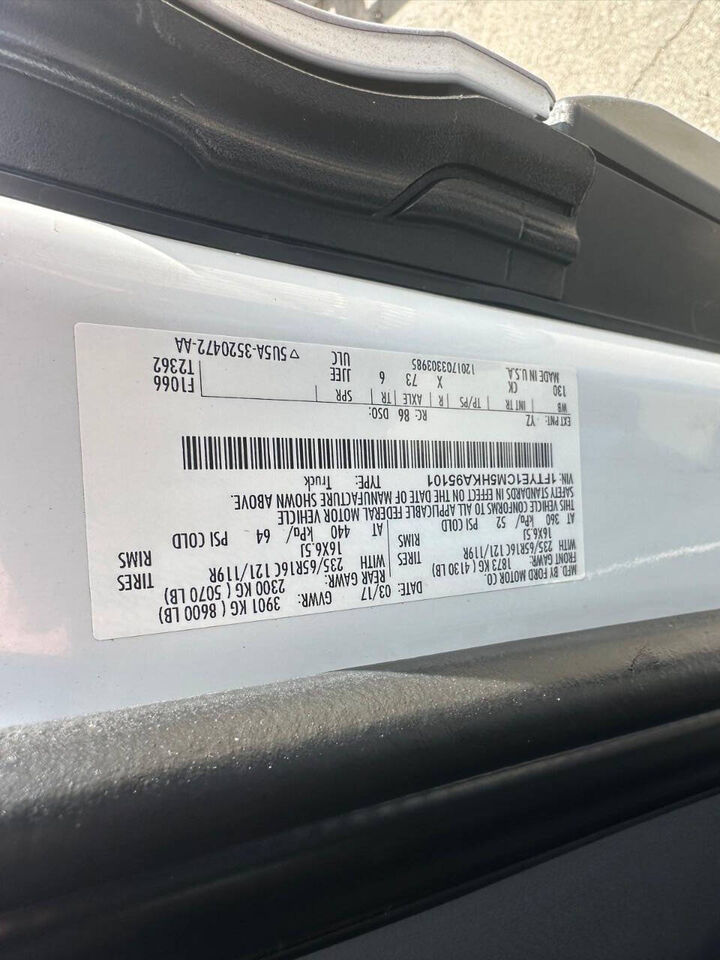 MFD. BY FORD MOTOR CO.
DATE: 03/17 GVWR: 3901 KG ( 8600 LB)
FRONT GAWR: REAR GAWR:
1873 KG (4130 LB) 2300 KG ( 5070 LB)
WITH TIRES WITH TIRES
235/65R16C 121/119R 235/65R16C 121/119R
16X6.5J RIMS 16X6.5J RIMS
AT 360 kPa/ 52 PSI COLD AT 440 kPa/ 64 PSI COLD
THIS VEHICLE CONFORMS TO ALL APPLICABLE FEDERAL MOTOR VEHICLE
SAFETY STANDARDS IN EFFECT ON THE DATE OF MANUFACTURE SHOWN ABOVE.
VIN: 1FTYE1CM5HKA95101
TYPE: Truck
EXT PNT: YZ RC: 86 DSO:
WB INT TR TP/PS R AXLE TR SPR
130 CK X 73 6 JJEE F1066
T2362
MADE IN U.S.A. ULC
1201703303985 ▽5U5A-3520472-AA